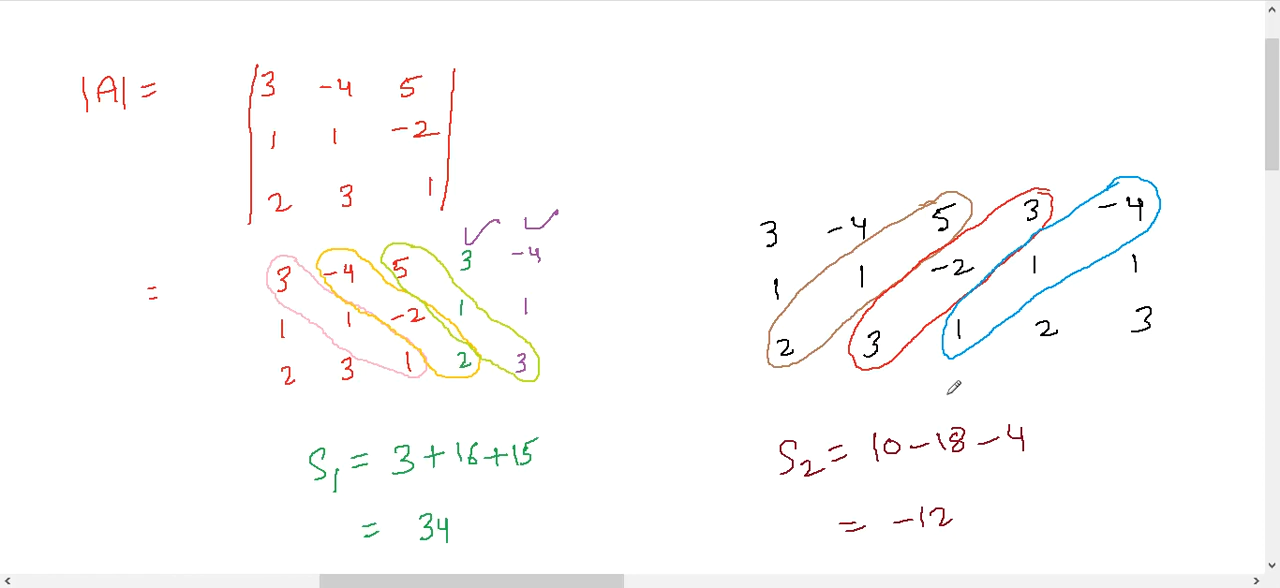 |A| =
3 -4 5
1 1 -2
2 3 1
=
3 -4 5 3 -4
1 1 -2 1 1
2 3 1 2 3
S₁ = 3 + 16 + 15
= 34
3 -4 5 3 -4
1 1 -2 1 1
2 3 1 2 3
S₂ = 10 - 18 - 4
= -12